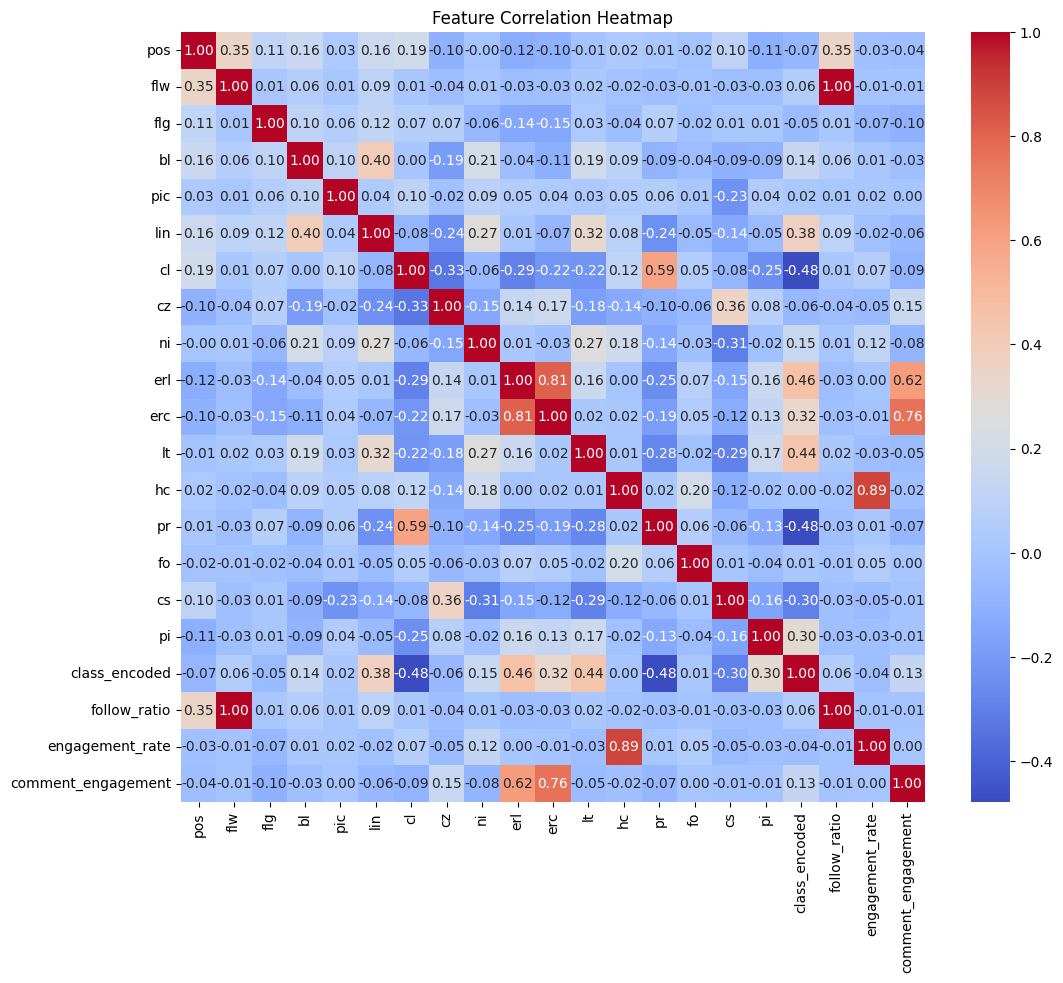 Feature Correlation Heatmap
pos 1.00 0.35 0.11 0.16 0.03 0.16 0.19 -0.10 -0.00 -0.12 -0.10 -0.01 0.02 0.01 -0.02 0.10 -0.11 -0.07 0.35 -0.03 -0.04
flw 0.35 1.00 0.01 0.06 0.01 0.09 0.01 -0.04 0.01 -0.03 -0.03 0.02 -0.02 -0.03 -0.01 -0.03 -0.03 0.06 1.00 -0.01 -0.01
flg 0.11 0.01 1.00 0.10 0.06 0.12 0.07 0.07 -0.06 -0.14 -0.15 0.03 -0.04 0.07 -0.02 0.01 0.01 -0.05 0.01 -0.07 -0.10
bl 0.16 0.06 0.10 1.00 0.10 0.40 0.00 -0.19 0.21 -0.04 -0.11 0.19 0.09 -0.09 -0.04 -0.09 -0.09 0.14 0.06 0.01 -0.03
pic 0.03 0.01 0.06 0.10 1.00 0.04 0.10 -0.02 0.09 0.05 0.04 0.03 0.05 0.06 0.01 -0.23 0.04 0.02 0.01 0.02 0.00
lin 0.16 0.09 0.12 0.40 0.04 1.00 -0.08 -0.24 0.27 0.01 -0.07 0.32 0.08 -0.24 -0.05 -0.14 -0.05 0.38 0.09 -0.02 -0.06
cl 0.19 0.01 0.07 0.00 0.10 -0.08 1.00 -0.33 -0.06 -0.29 -0.22 -0.22 0.12 0.59 0.05 -0.08 -0.25 -0.48 0.01 0.07 -0.09
cz -0.10 -0.04 0.07 -0.19 -0.02 -0.24 -0.33 1.00 -0.15 0.14 0.17 -0.18 -0.14 -0.10 -0.06 0.36 0.08 -0.06 -0.04 -0.05 0.15
ni -0.00 0.01 -0.06 0.21 0.09 0.27 -0.06 -0.15 1.00 0.01 -0.03 0.27 0.18 -0.14 -0.03 -0.31 -0.02 0.15 0.01 0.12 -0.08
erl -0.12 -0.03 -0.14 -0.04 0.05 0.01 -0.29 0.14 0.01 1.00 0.81 0.16 0.00 -0.25 0.07 -0.15 0.16 0.46 -0.03 0.00 0.62
erc -0.10 -0.03 -0.15 -0.11 0.04 -0.07 -0.22 0.17 -0.03 0.81 1.00 0.02 0.02 -0.19 0.05 -0.12 0.13 0.32 -0.03 -0.01 0.76
lt -0.01 0.02 0.03 0.19 0.03 0.32 -0.22 -0.18 0.27 0.16 0.02 1.00 0.01 -0.28 -0.02 -0.29 0.17 0.44 0.02 -0.03 -0.05
hc 0.02 -0.02 -0.04 0.09 0.05 0.08 0.12 -0.14 0.18 0.00 0.02 0.01 1.00 0.02 0.20 -0.12 -0.02 0.00 -0.02 0.89 -0.02
pr 0.01 -0.03 0.07 -0.09 0.06 -0.24 0.59 -0.10 -0.14 -0.25 -0.19 -0.28 0.02 1.00 0.06 -0.06 -0.13 -0.48 -0.03 0.01 -0.07
fo -0.02 -0.01 -0.02 -0.04 0.01 -0.05 0.05 -0.06 -0.03 0.07 0.05 -0.02 0.20 0.06 1.00 0.01 -0.04 0.01 -0.01 0.05 0.00
cs 0.10 -0.03 0.01 -0.09 -0.23 -0.14 -0.08 0.36 -0.31 -0.15 -0.12 -0.29 -0.12 -0.06 0.01 1.00 -0.16 -0.30 -0.03 -0.05 -0.01
pi -0.11 -0.03 0.01 -0.09 0.04 -0.05 -0.25 0.08 -0.02 0.16 0.13 0.17 -0.02 -0.13 -0.04 -0.16 1.00 0.30 -0.03 -0.03 -0.01
class_encoded -0.07 0.06 -0.05 0.14 0.02 0.38 -0.48 -0.06 0.15 0.46 0.32 0.44 0.00 -0.48 0.01 -0.30 0.30 1.00 0.06 -0.04 0.13
follow_ratio 0.35 1.00 0.01 0.06 0.01 0.09 0.01 -0.04 0.01 -0.03 -0.03 0.02 -0.02 -0.03 -0.01 -0.03 -0.03 0.06 1.00 -0.01 -0.01
engagement_rate -0.03 -0.01 -0.07 0.01 0.02 -0.02 0.07 -0.05 0.12 0.00 -0.01 -0.03 0.89 0.01 0.05 -0.05 -0.03 -0.04 -0.01 1.00 0.00
comment_engagement -0.04 -0.01 -0.10 -0.03 0.00 -0.06 -0.09 0.15 -0.08 0.62 0.76 -0.05 -0.02 -0.07 0.00 -0.01 -0.01 0.13 -0.01 0.00 1.00
pos flw flg bl pic lin cl cz ni erl erc lt hc pr fo cs pi class_encoded follow_ratio engagement_rate comment_engagement
1.0
0.8
0.6
0.4
0.2
0.0
−0.2
−0.4